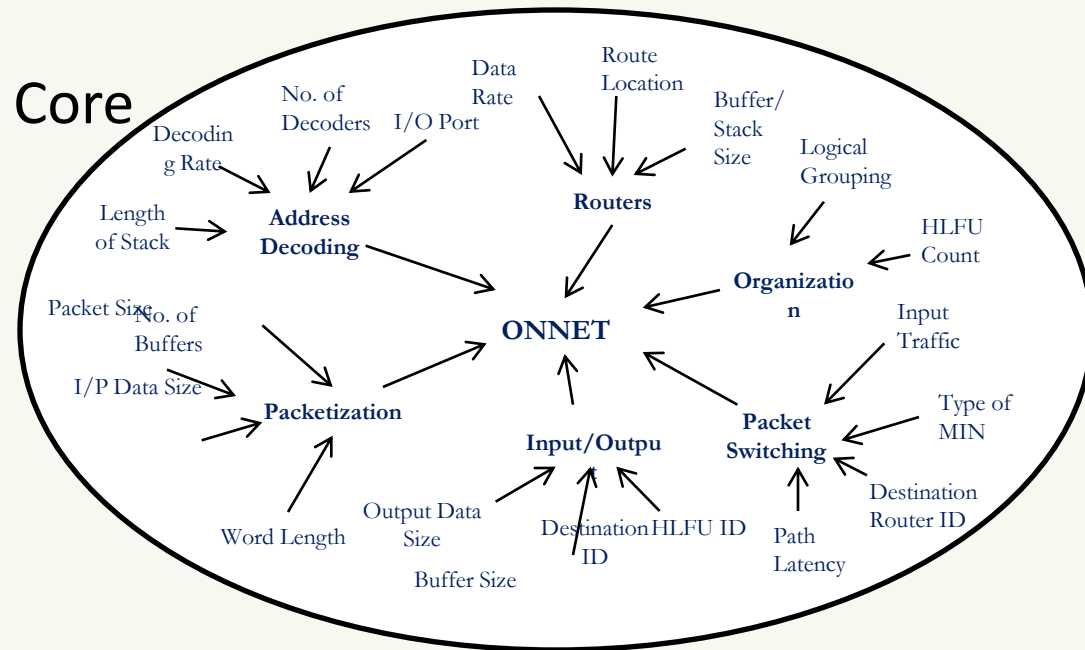 Core
Data
Rate
Route
Location
No. of
Decoders
I/O Port
Buffer/
Stack
Size
Decodin
g Rate
Logical
Grouping
Length
of Stack
Address
Decoding
Routers
HLFU
Count
Organizatio
n
Packet Size
No. of
Buffers
ONNET
Input
Traffic
I/P Data Size
Packetization
Input/Outpu
t
Packet
Switching
Type of
MIN
Word Length
Output Data
Size
Buffer Size
Destination
ID
HLFU ID
Path
Latency
Destination
Router ID